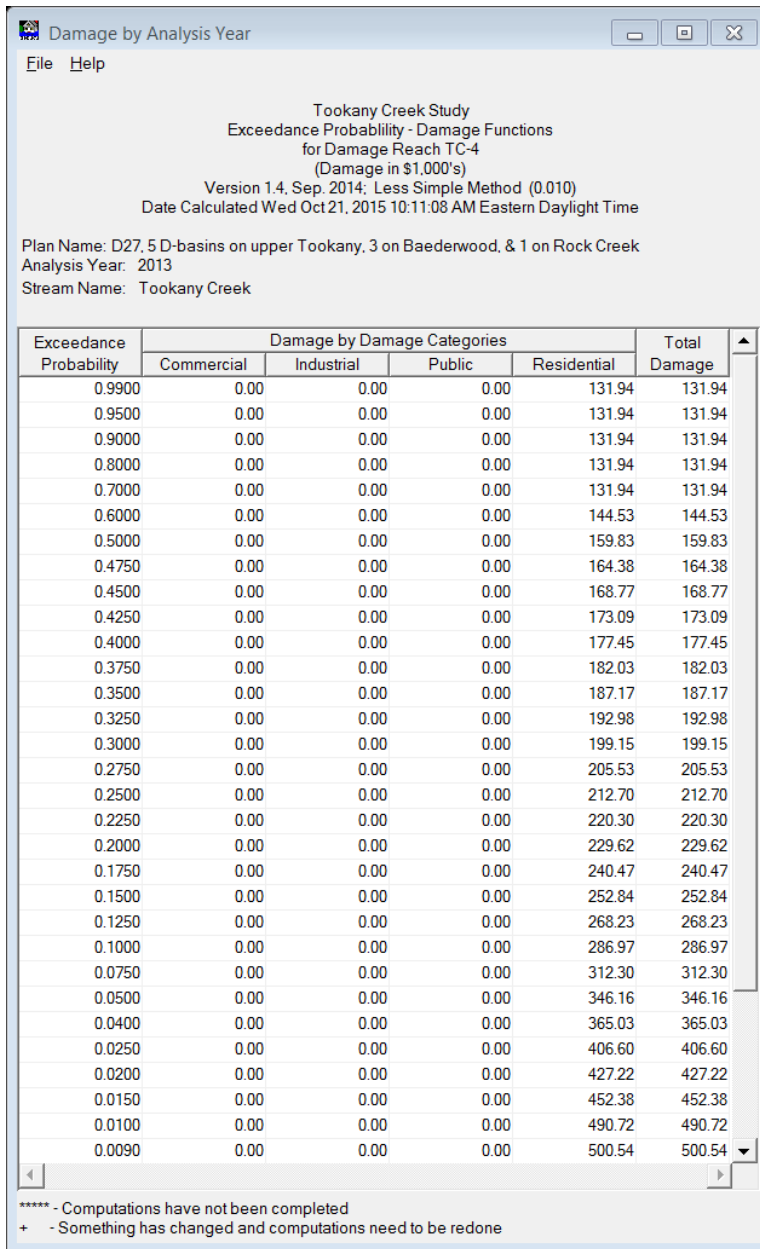 Damage by Analysis Year
File Help
Tookany Creek Study
Exceedance Probablility - Damage Functions
for Damage Reach TC-4
(Damage in $1,000's)
Version 1.4, Sep. 2014; Less Simple Method (0.010)
Date Calculated Wed Oct 21, 2015 10:11:08 AM Eastern Daylight Time
Plan Name: D27, 5 D-basins on upper Tookany, 3 on Baederwood, & 1 on Rock Creek
Analysis Year: 2013
Stream Name: Tookany Creek
Exceedance Damage by Damage Categories Total
Probability Commercial Industrial Public Residential Damage
0.9900 0.00 0.00 0.00 131.94 131.94
0.9500 0.00 0.00 0.00 131.94 131.94
0.9000 0.00 0.00 0.00 131.94 131.94
0.8000 0.00 0.00 0.00 131.94 131.94
0.7000 0.00 0.00 0.00 131.94 131.94
0.6000 0.00 0.00 0.00 144.53 144.53
0.5000 0.00 0.00 0.00 159.83 159.83
0.4750 0.00 0.00 0.00 164.38 164.38
0.4500 0.00 0.00 0.00 168.77 168.77
0.4250 0.00 0.00 0.00 173.09 173.09
0.4000 0.00 0.00 0.00 177.45 177.45
0.3750 0.00 0.00 0.00 182.03 182.03
0.3500 0.00 0.00 0.00 187.17 187.17
0.3250 0.00 0.00 0.00 192.98 192.98
0.3000 0.00 0.00 0.00 199.15 199.15
0.2750 0.00 0.00 0.00 205.53 205.53
0.2500 0.00 0.00 0.00 212.70 212.70
0.2250 0.00 0.00 0.00 220.30 220.30
0.2000 0.00 0.00 0.00 229.62 229.62
0.1750 0.00 0.00 0.00 240.47 240.47
0.1500 0.00 0.00 0.00 252.84 252.84
0.1250 0.00 0.00 0.00 268.23 268.23
0.1000 0.00 0.00 0.00 286.97 286.97
0.0750 0.00 0.00 0.00 312.30 312.30
0.0500 0.00 0.00 0.00 346.16 346.16
0.0400 0.00 0.00 0.00 365.03 365.03
0.0250 0.00 0.00 0.00 406.60 406.60
0.0200 0.00 0.00 0.00 427.22 427.22
0.0150 0.00 0.00 0.00 452.38 452.38
0.0100 0.00 0.00 0.00 490.72 490.72
0.0090 0.00 0.00 0.00 500.54 500.54
***** - Computations have not been completed
+ - Something has changed and computations need to be redone